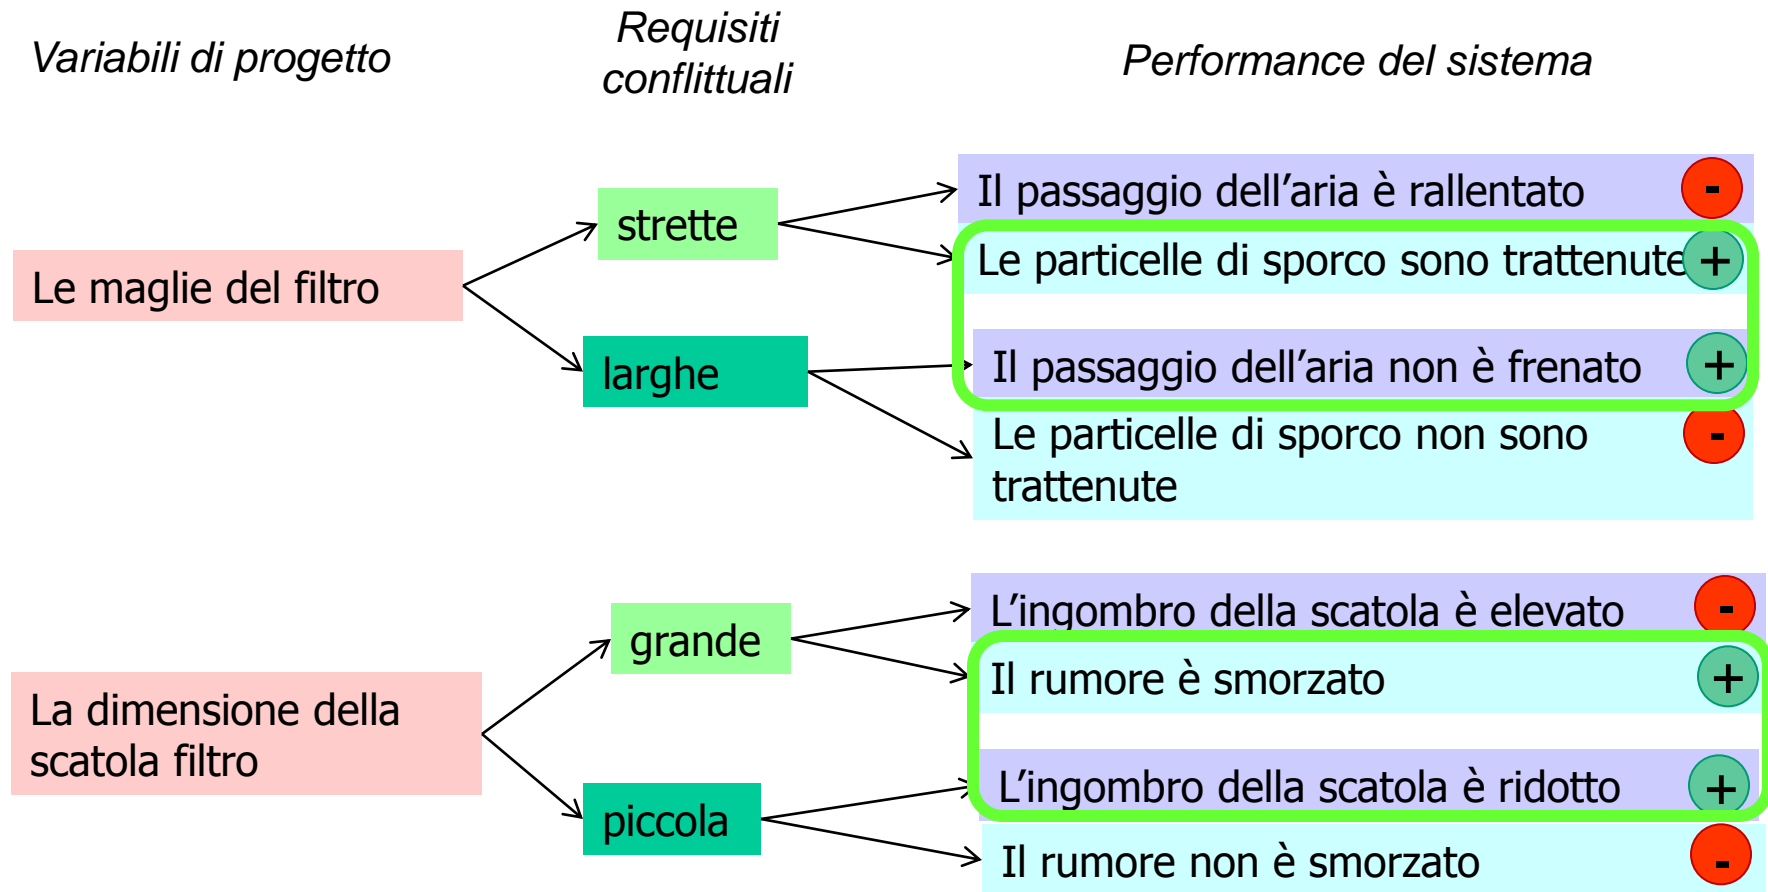 Variabili di progetto
Requisiti
conflittuali
Performance del sistema
Le maglie del filtro
strette
Il passaggio dell’aria è rallentato
-
Le particelle di sporco sono trattenute
+
larghe
Il passaggio dell’aria non è frenato
+
Le particelle di sporco non sono
trattenute
-
La dimensione della
scatola filtro
grande
L’ingombro della scatola è elevato
-
Il rumore è smorzato
+
piccola
L’ingombro della scatola è ridotto
+
Il rumore non è smorzato
-